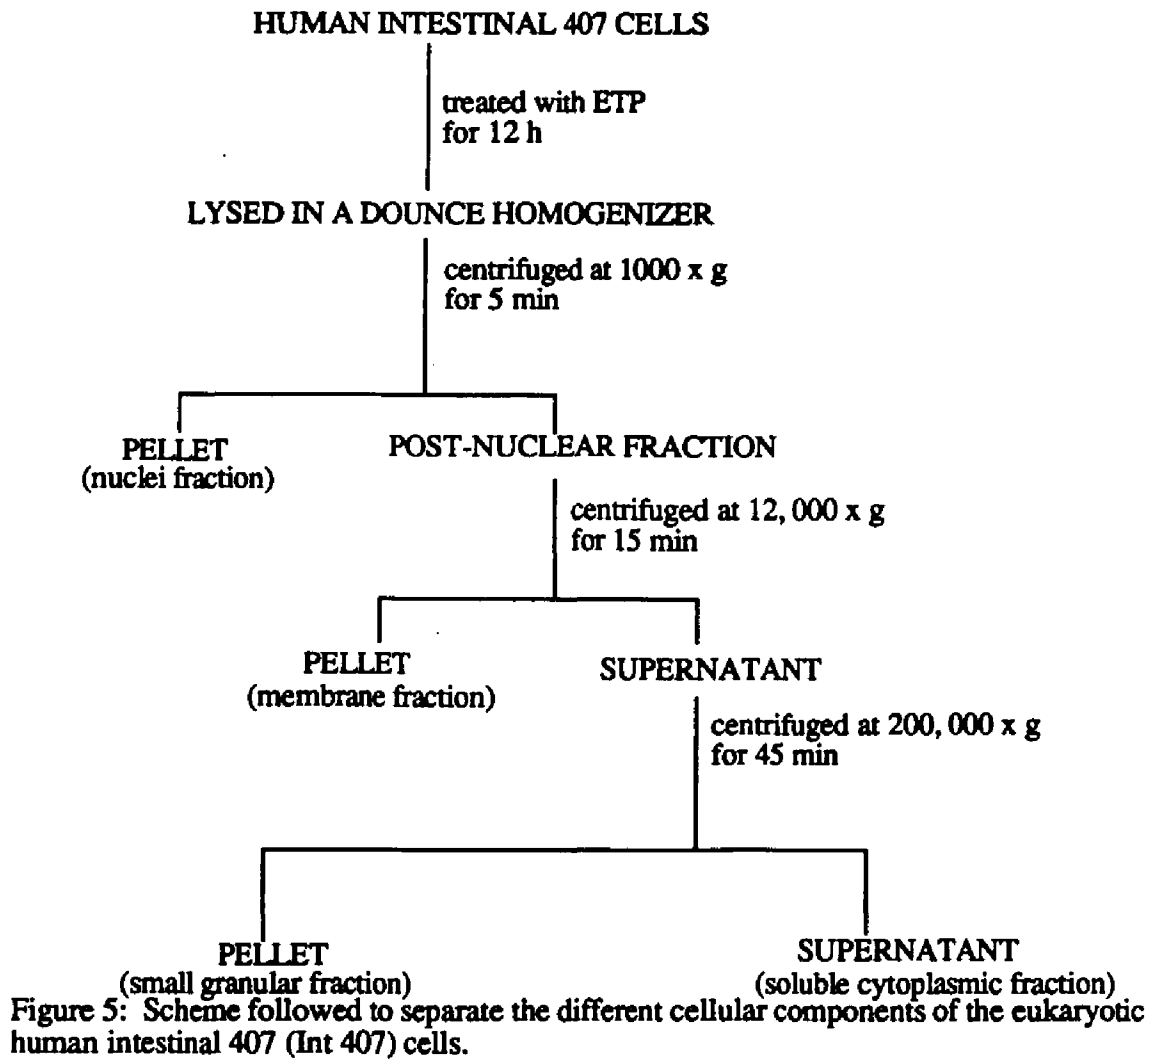 HUMAN INTESTINAL 407 CELLS
treated with ETP
for 12 h
LYSED IN A DOUNCE HOMOGENIZER
centrifuged at 1000 x g
for 5 min
PELLET
(nuclei fraction)
POST-NUCLEAR FRACTION
centrifuged at 12, 000 x g
for 15 min
PELLET
(membrane fraction)
SUPERNATANT
centrifuged at 200, 000 x g
for 45 min
PELLET
(small granular fraction)
SUPERNATANT
(soluble cytoplasmic fraction)
Figure 5: Scheme followed to separate the different cellular components of the eukaryotic
human intestinal 407 (Int 407) cells.